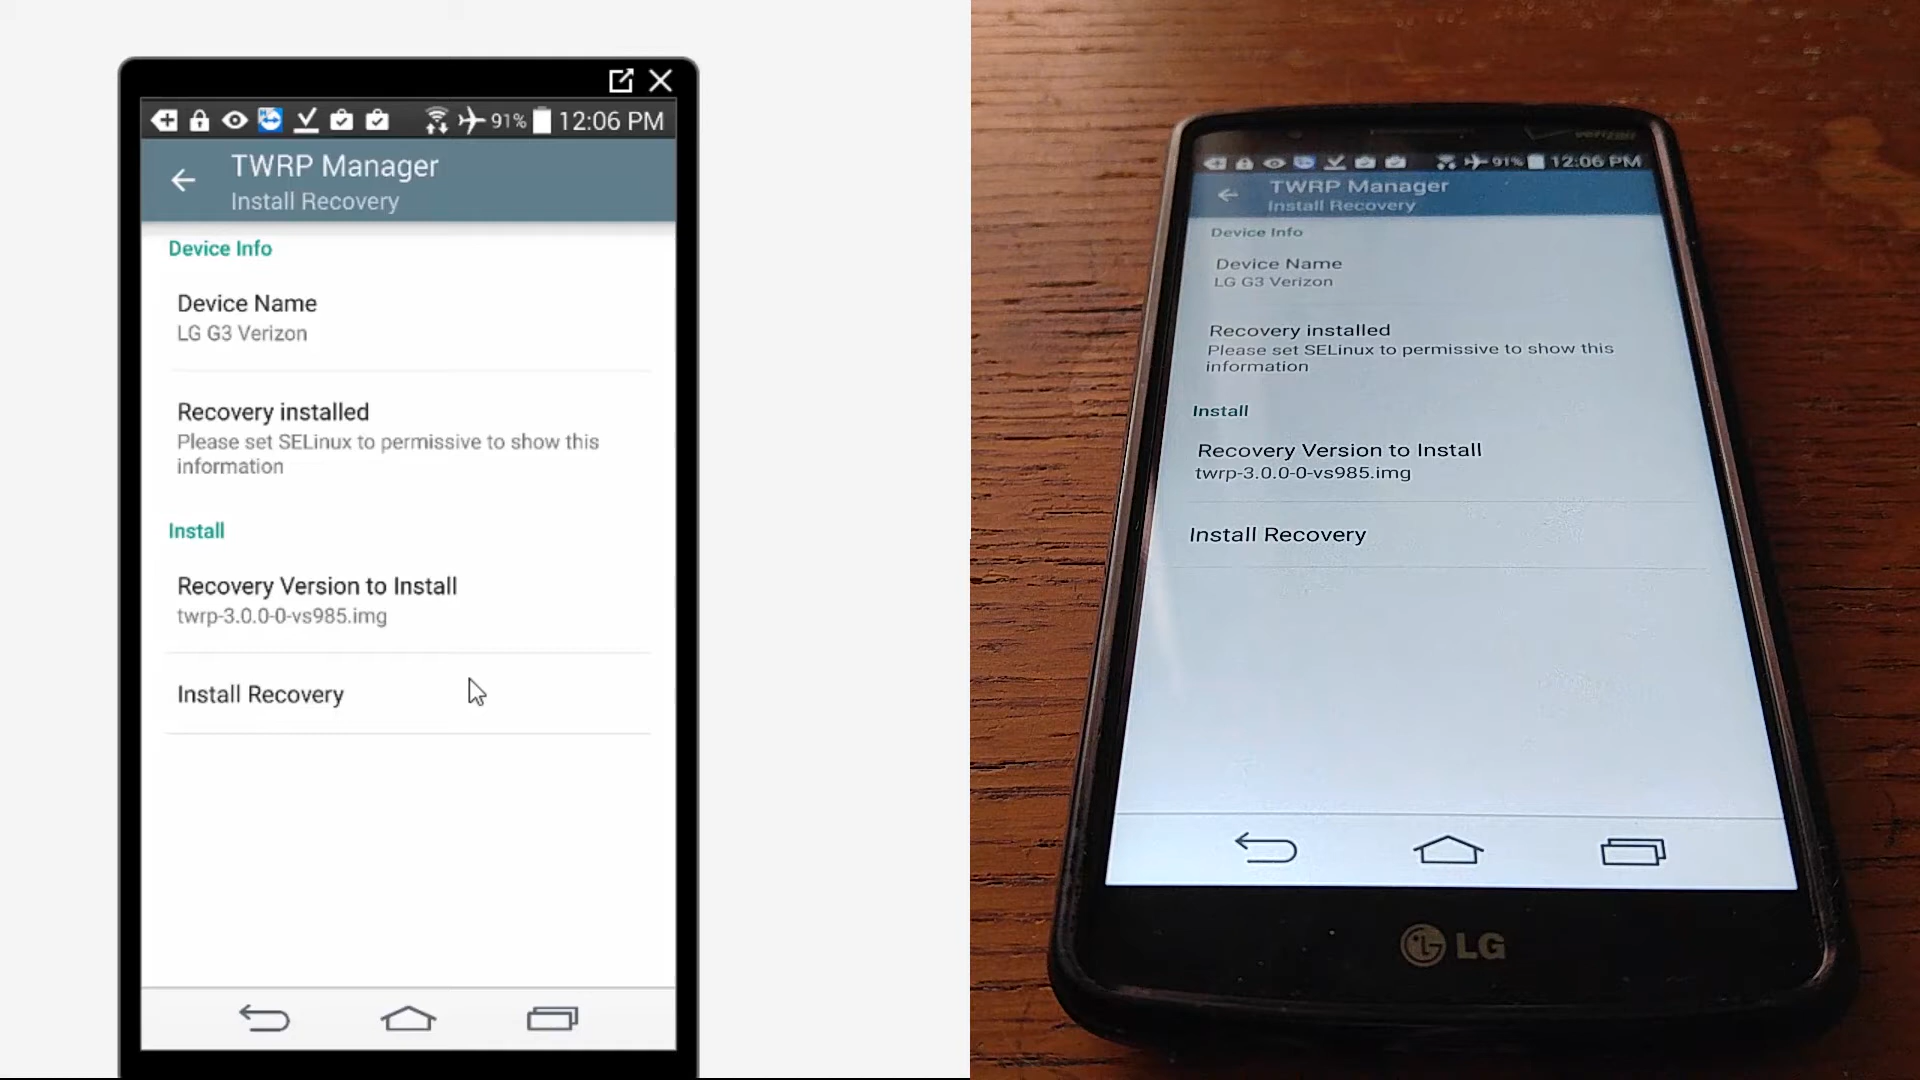 91% 12:06 PM
TWRP Manager
Install Recovery
Device Info
Device Name
LG G3 Verizon
Recovery installed
Please set SELinux to permissive to show this
information
Install
Recovery Version to Install
twrp-3.0.0-0-vs985.img
Install Recovery
verizon
91% 12:06 PM
TWRP Manager
Install Recovery
Device Info
Device Name
LG G3 Verizon
Recovery installed
Please set SELinux to permissive to show this
information
Install
Recovery Version to Install
twrp-3.0.0-0-vs985.img
Install Recovery
LG